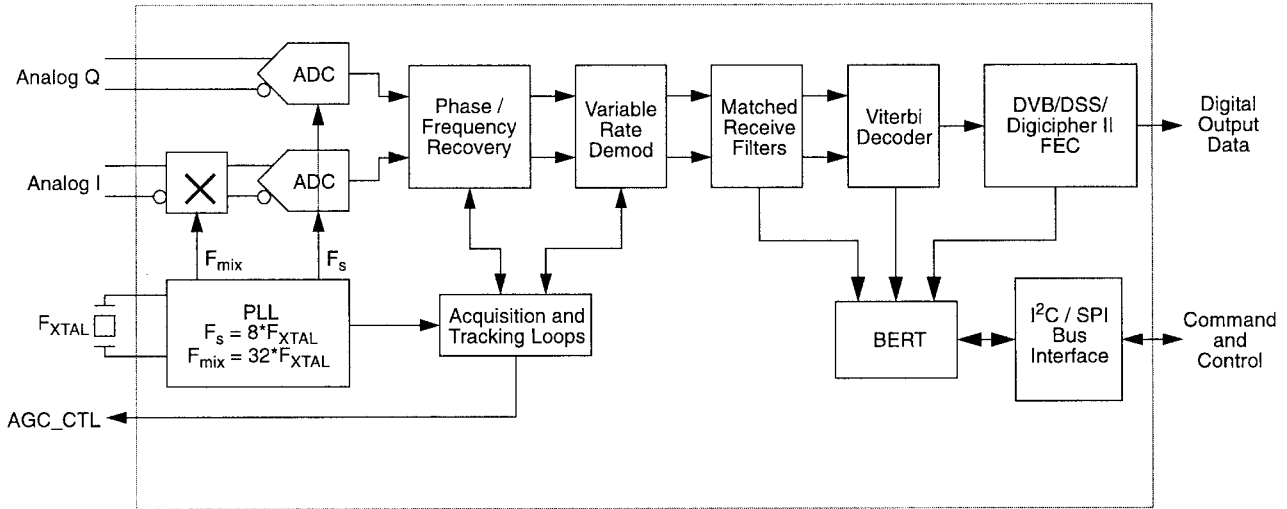 Analog Q
ADC
Phase /
Frequency
Recovery
Variable
Rate
Demod
Matched
Receive
Filters
Viterbi
Decoder
DVB/DSS/
Digicipher II
FEC
Digital
Output
Data
Analog I
ADC
Fmix
Fs
FXTAL
PLL
Fs = 8*FXTAL
Fmix = 32*FXTAL
Acquisition and
Tracking Loops
BERT
I²C / SPI
Bus
Interface
Command
and
Control
AGC_CTL